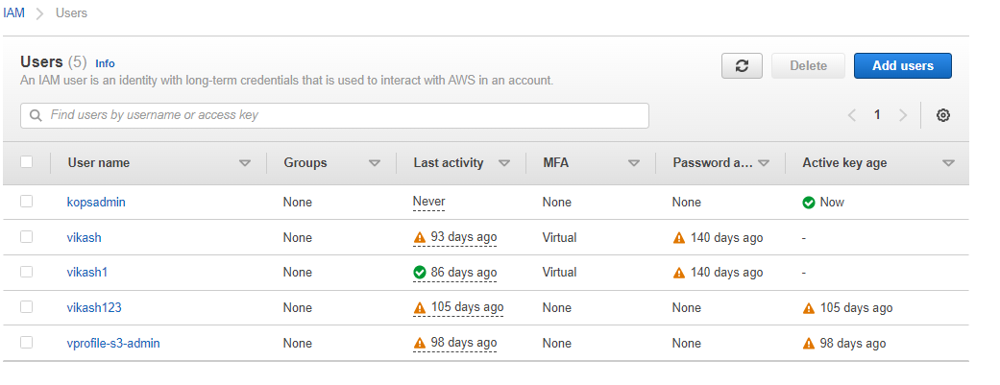 IAM > Users
Users (5) Info
An IAM user is an identity with long-term credentials that is used to interact with AWS in an account.
Delete
Add users
Find users by username or access key
1
User name Groups Last activity MFA Password a... Active key age
kopsadmin None Never None None Now
vikash None 93 days ago Virtual 140 days ago -
vikash1 None 86 days ago Virtual 140 days ago -
vikash123 None 105 days ago None None 105 days ago
vprofile-s3-admin None 98 days ago None None 98 days ago